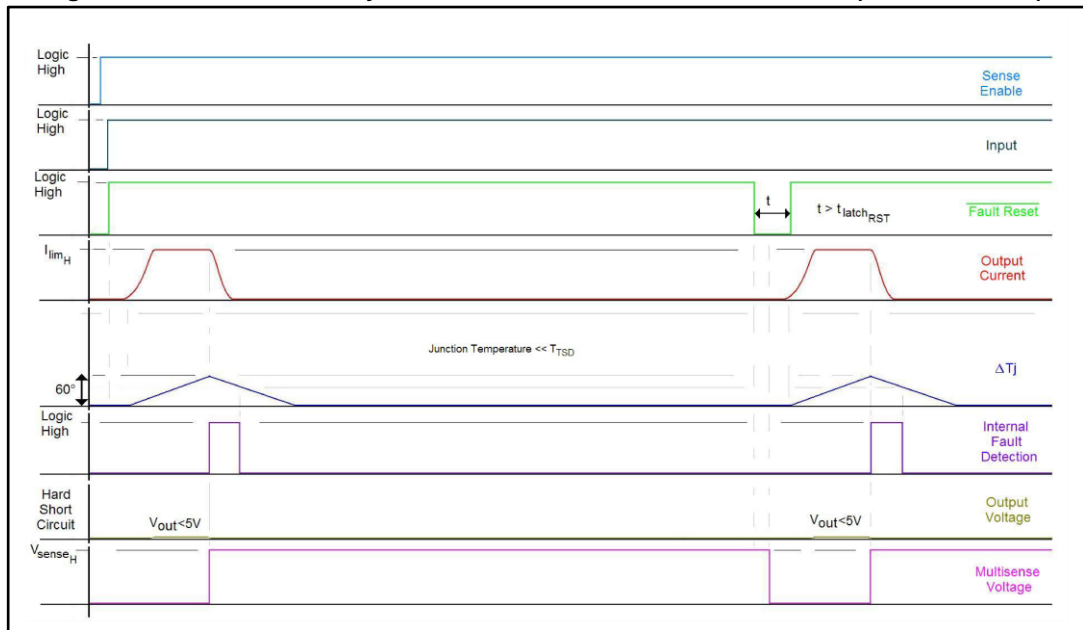 Logic
High
Sense
Enable
Logic
High
Input
Logic
High
t
t > tlatchRST
Fault Reset
IlimH
Output
Current
Junction Temperature << TTSD
ΔTj
60°
Logic
High
Internal
Fault
Detection
Hard
Short
Circuit
Vout<5V
Vout<5V
Output
Voltage
VsenseH
Multisense
Voltage